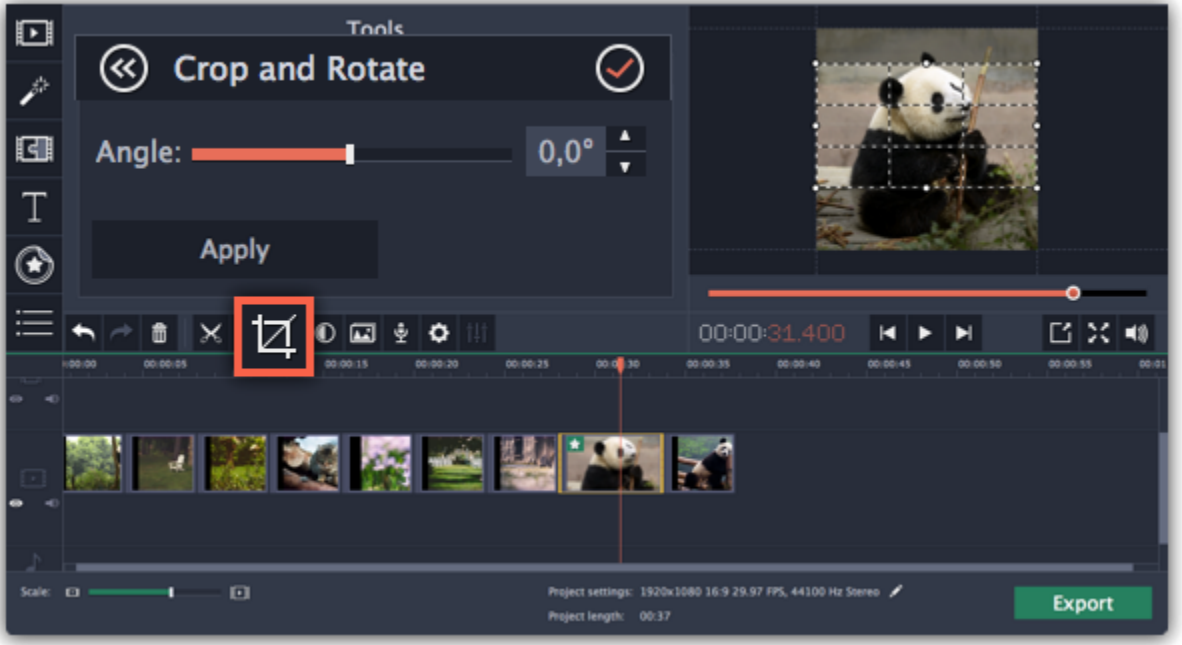 Tools
Crop and Rotate
Angle:
0,0°
Apply
T
00:00:31.400
00:00:05
00:00:15
00:00:20
00:00:25
00:00:30
00:00:35
00:00:40
00:00:45
00:00:50
00:00:55
Scale:
Project settings: 1920x1080 16:9 29.97 FPS, 44100 Hz Stereo
Project length: 00:37
Export